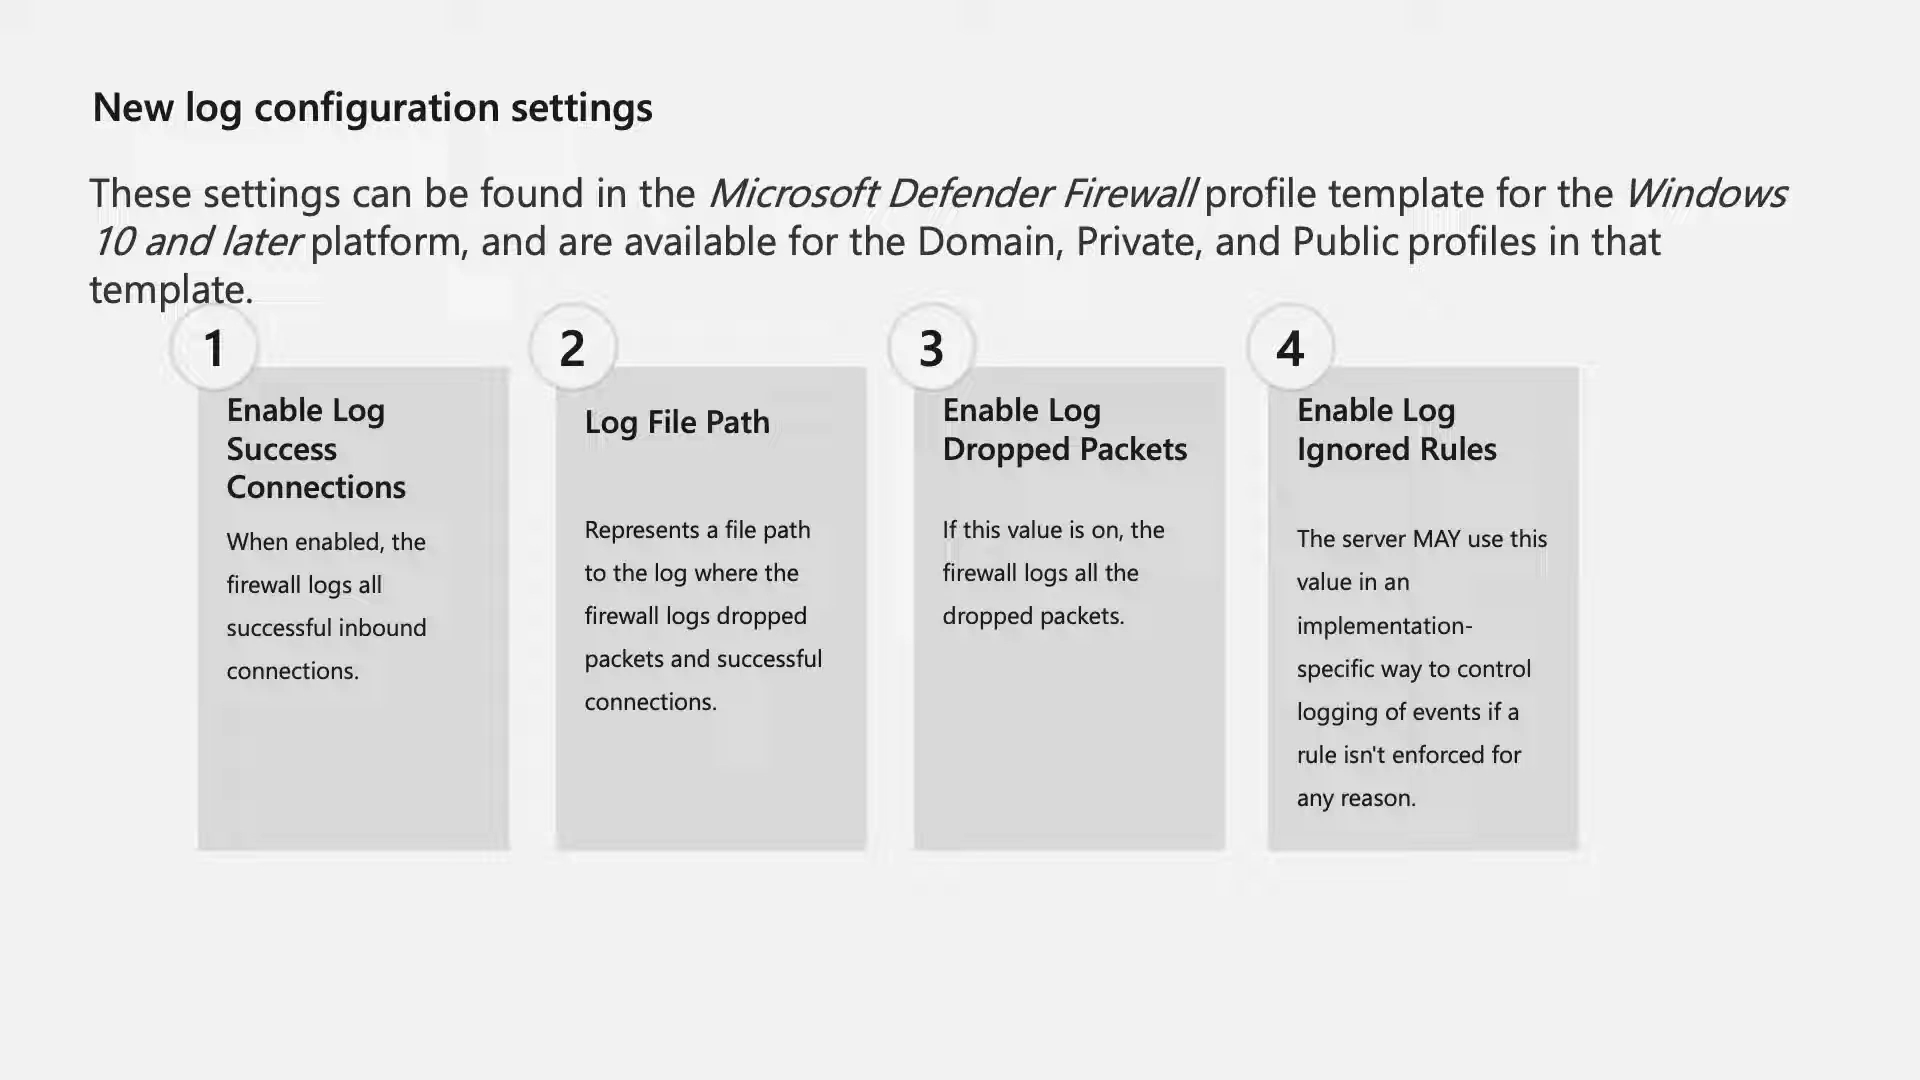 New log configuration settings
These settings can be found in the Microsoft Defender Firewall profile template for the Windows
10 and later platform, and are available for the Domain, Private, and Public profiles in that
template.
1
Enable Log
Success
Connections
When enabled, the
firewall logs all
successful inbound
connections.
2
Log File Path
Represents a file path
to the log where the
firewall logs dropped
packets and successful
connections.
3
Enable Log
Dropped Packets
If this value is on, the
firewall logs all the
dropped packets.
4
Enable Log
Ignored Rules
The server MAY use this
value in an
implementation-
specific way to control
logging of events if a
rule isn't enforced for
any reason.